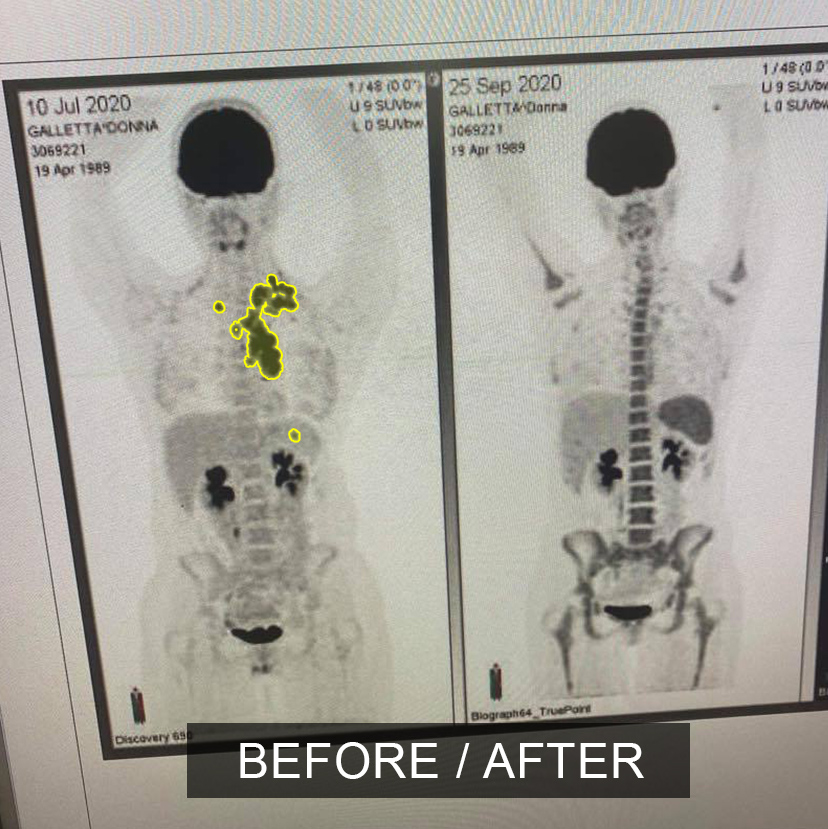 10 Jul 2020
GALLETTA^DONNA
3069221
19 Apr 1989
1 / 48 (0.0°)
U 9 SUVbw
L 0 SUVbw
Discovery 690
25 Sep 2020
GALLETTA^Donna
3069221
19 Apr 1989
1 / 48 (0.0°
U 9 SUVbw
L 0 SUVbw
Biograph64_TruePoint
BEFORE / AFTER